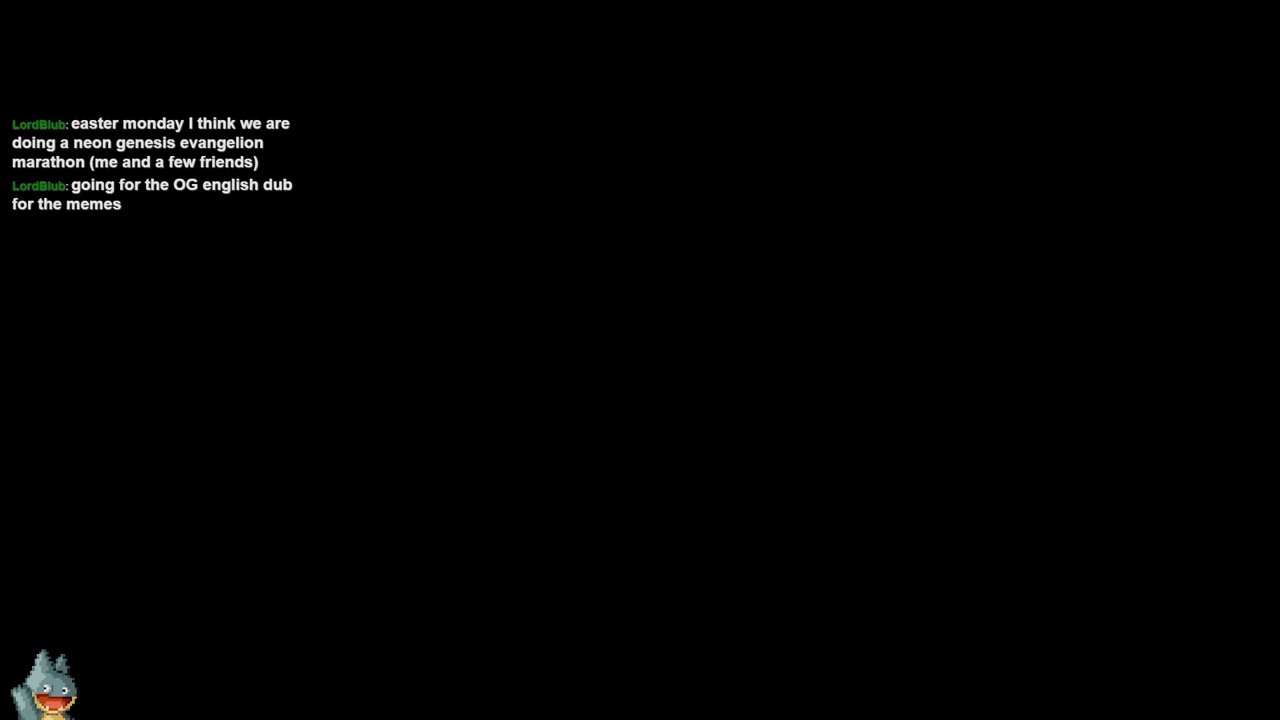 LordBlub: easter monday I think we are
doing a neon genesis evangelion
marathon (me and a few friends)
LordBlub: going for the OG english dub
for the memes